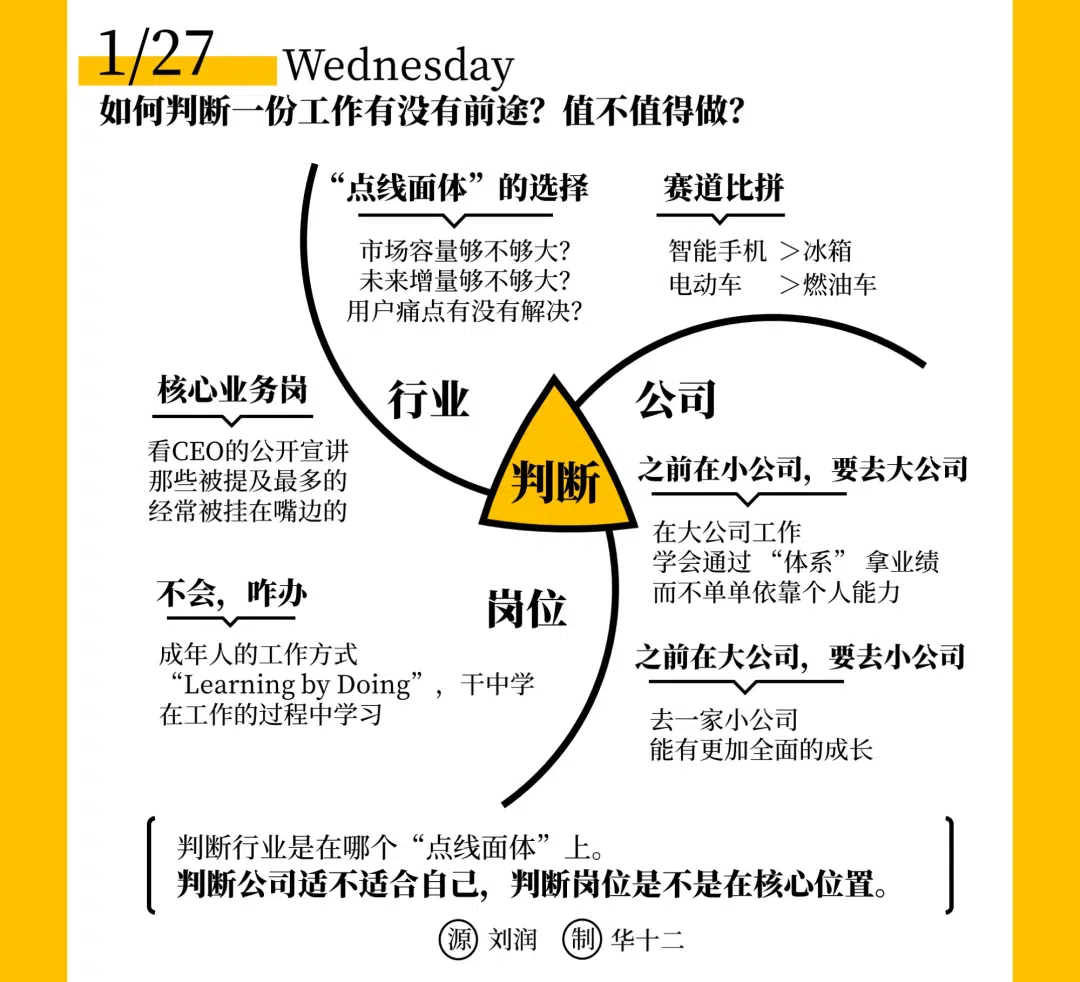 1/27 Wednesday
如何判断一份工作有没有前途？值不值得做？
“点线面体”的选择
市场容量够不够大？
未来增量够不够大？
用户痛点有没有解决？
赛道比拼
智能手机 ＞冰箱
电动车 ＞燃油车
行业
公司
判断
岗位
核心业务岗
看CEO的公开宣讲
那些被提及最多的
经常被挂在嘴边的
不会，咋办
成年人的工作方式
“Learning by Doing”，干中学
在工作的过程中学习
之前在小公司，要去大公司
在大公司工作
学会通过 “体系” 拿业绩
而不单单依靠个人能力
之前在大公司，要去小公司
去一家小公司
能有更加全面的成长
判断行业是在哪个“点线面体”上。
判断公司适不适合自己，判断岗位是不是在核心位置。
源 刘润 制 华十二